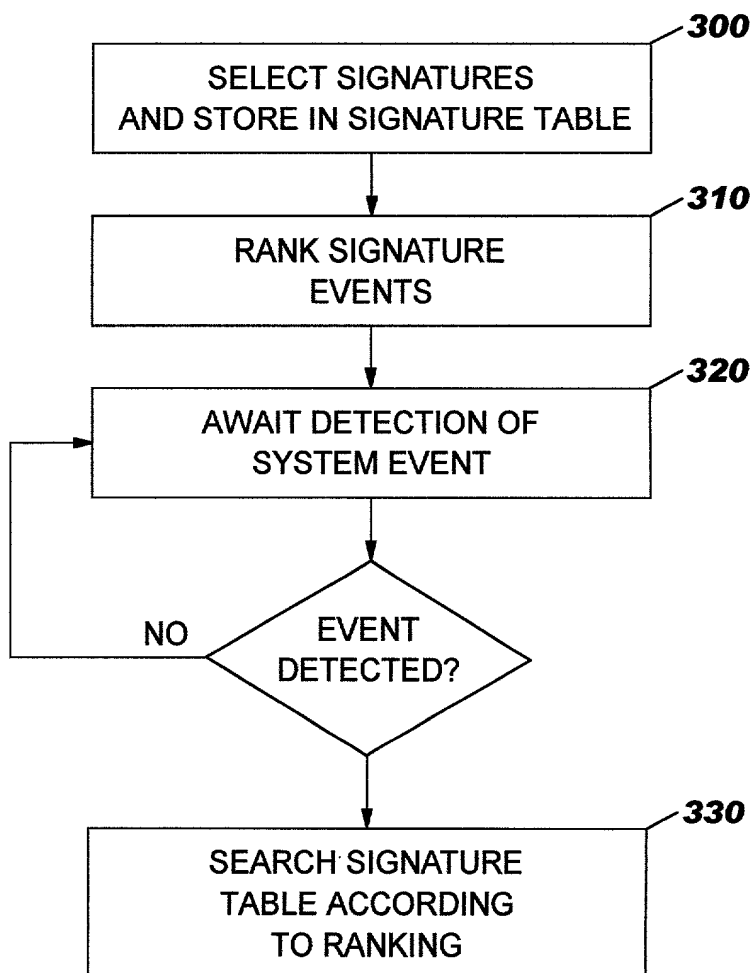 300
SELECT SIGNATURES
AND STORE IN SIGNATURE TABLE
310
RANK SIGNATURE
EVENTS
320
AWAIT DETECTION OF
SYSTEM EVENT
NO
EVENT
DETECTED?
330
SEARCH SIGNATURE
TABLE ACCORDING
TO RANKING